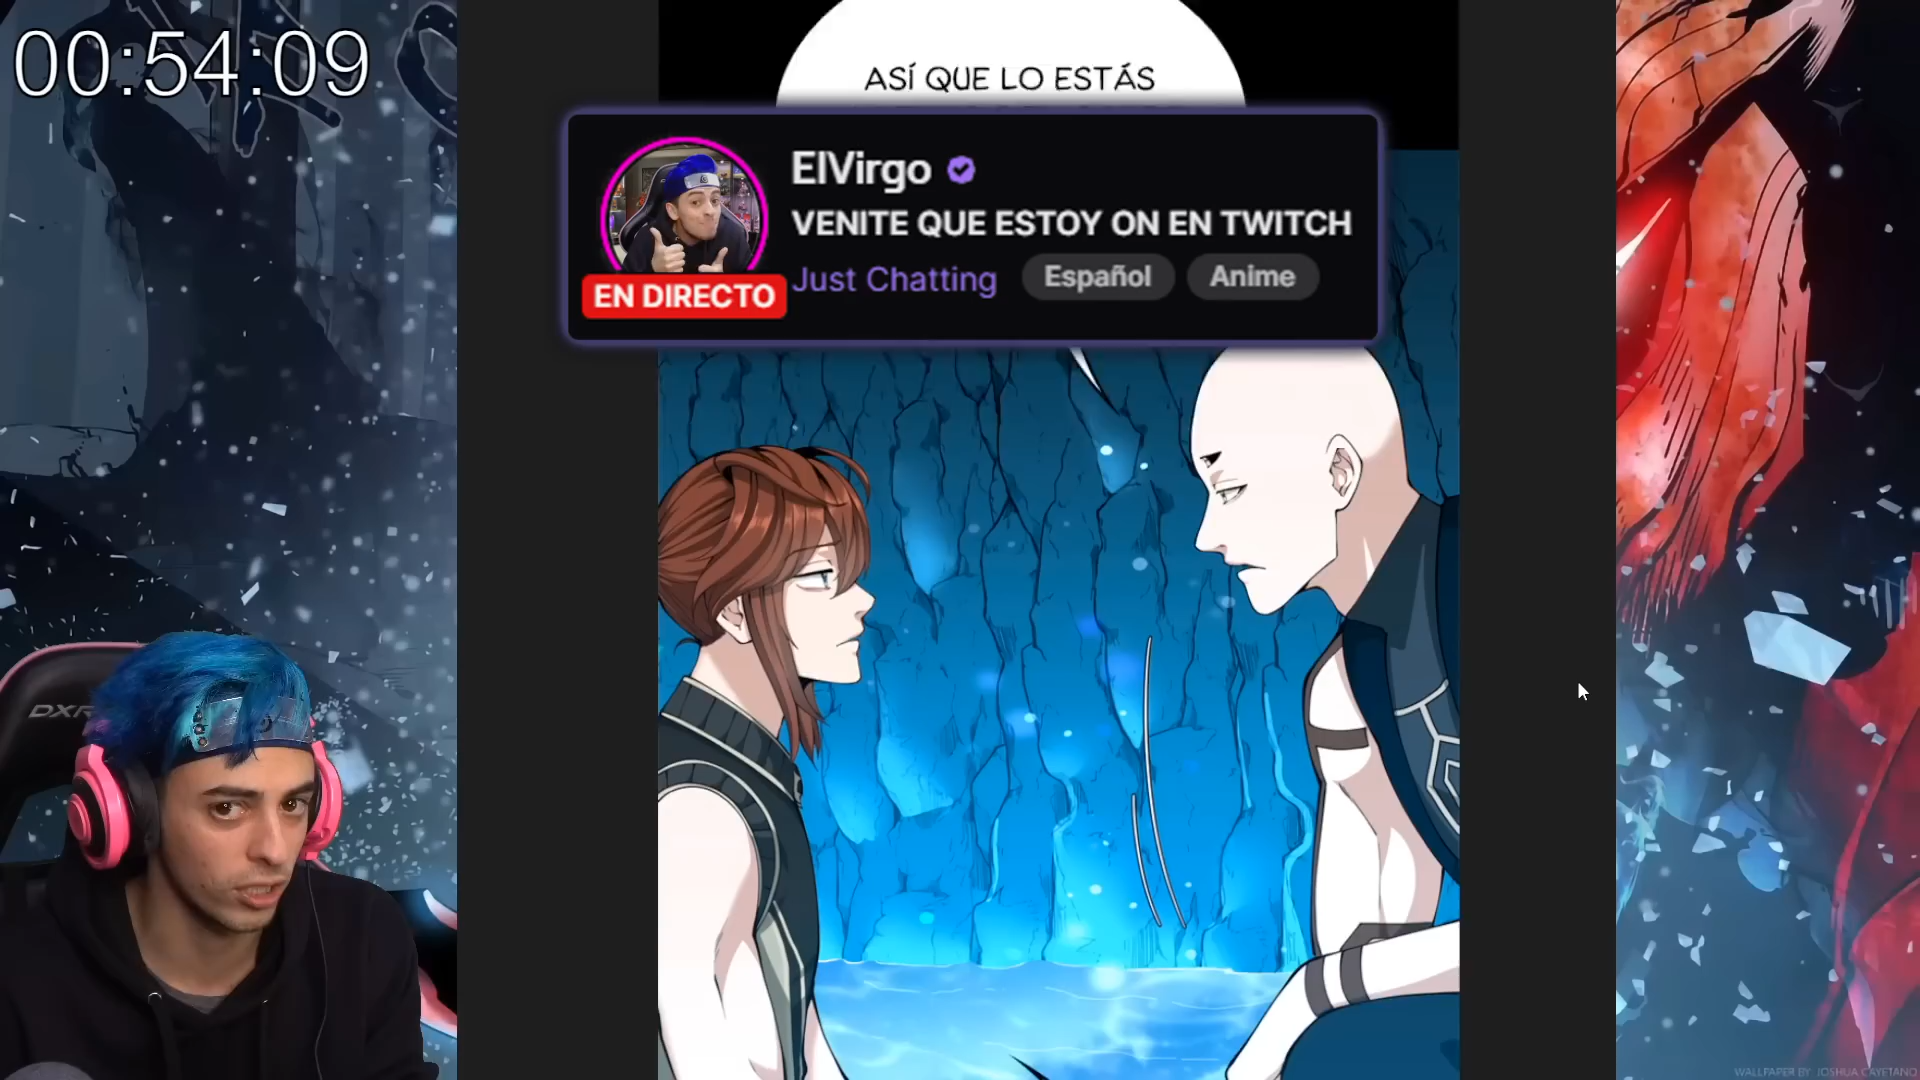 00:54:09
ASÍ QUE LO ESTÁS
ElVirgo
VENITE QUE ESTOY ON EN TWITCH
Just Chatting
Español
Anime
EN DIRECTO
DXR
WALLPAPER BY JOSHUA CAYETANO